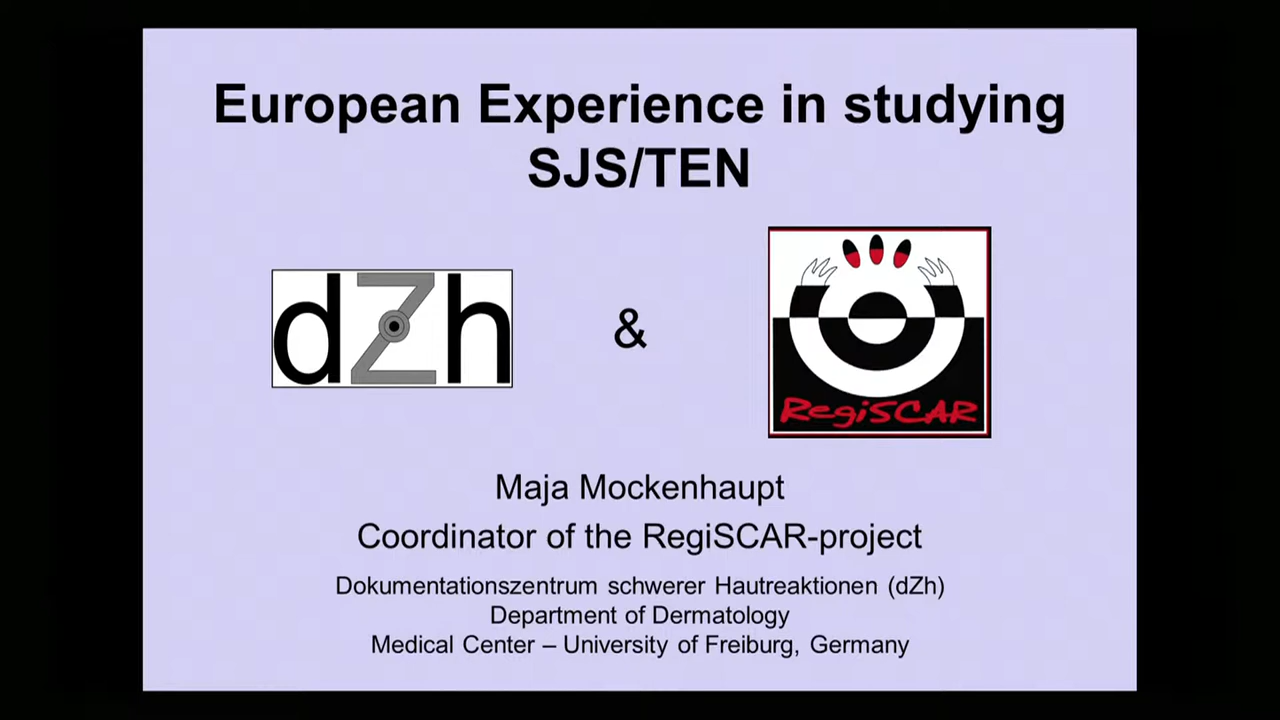 European Experience in studying
SJS/TEN
dZh
&
RegiSCAR
Maja Mockenhaupt
Coordinator of the RegiSCAR-project
Dokumentationszentrum schwerer Hautreaktionen (dZh)
Department of Dermatology
Medical Center – University of Freiburg, Germany